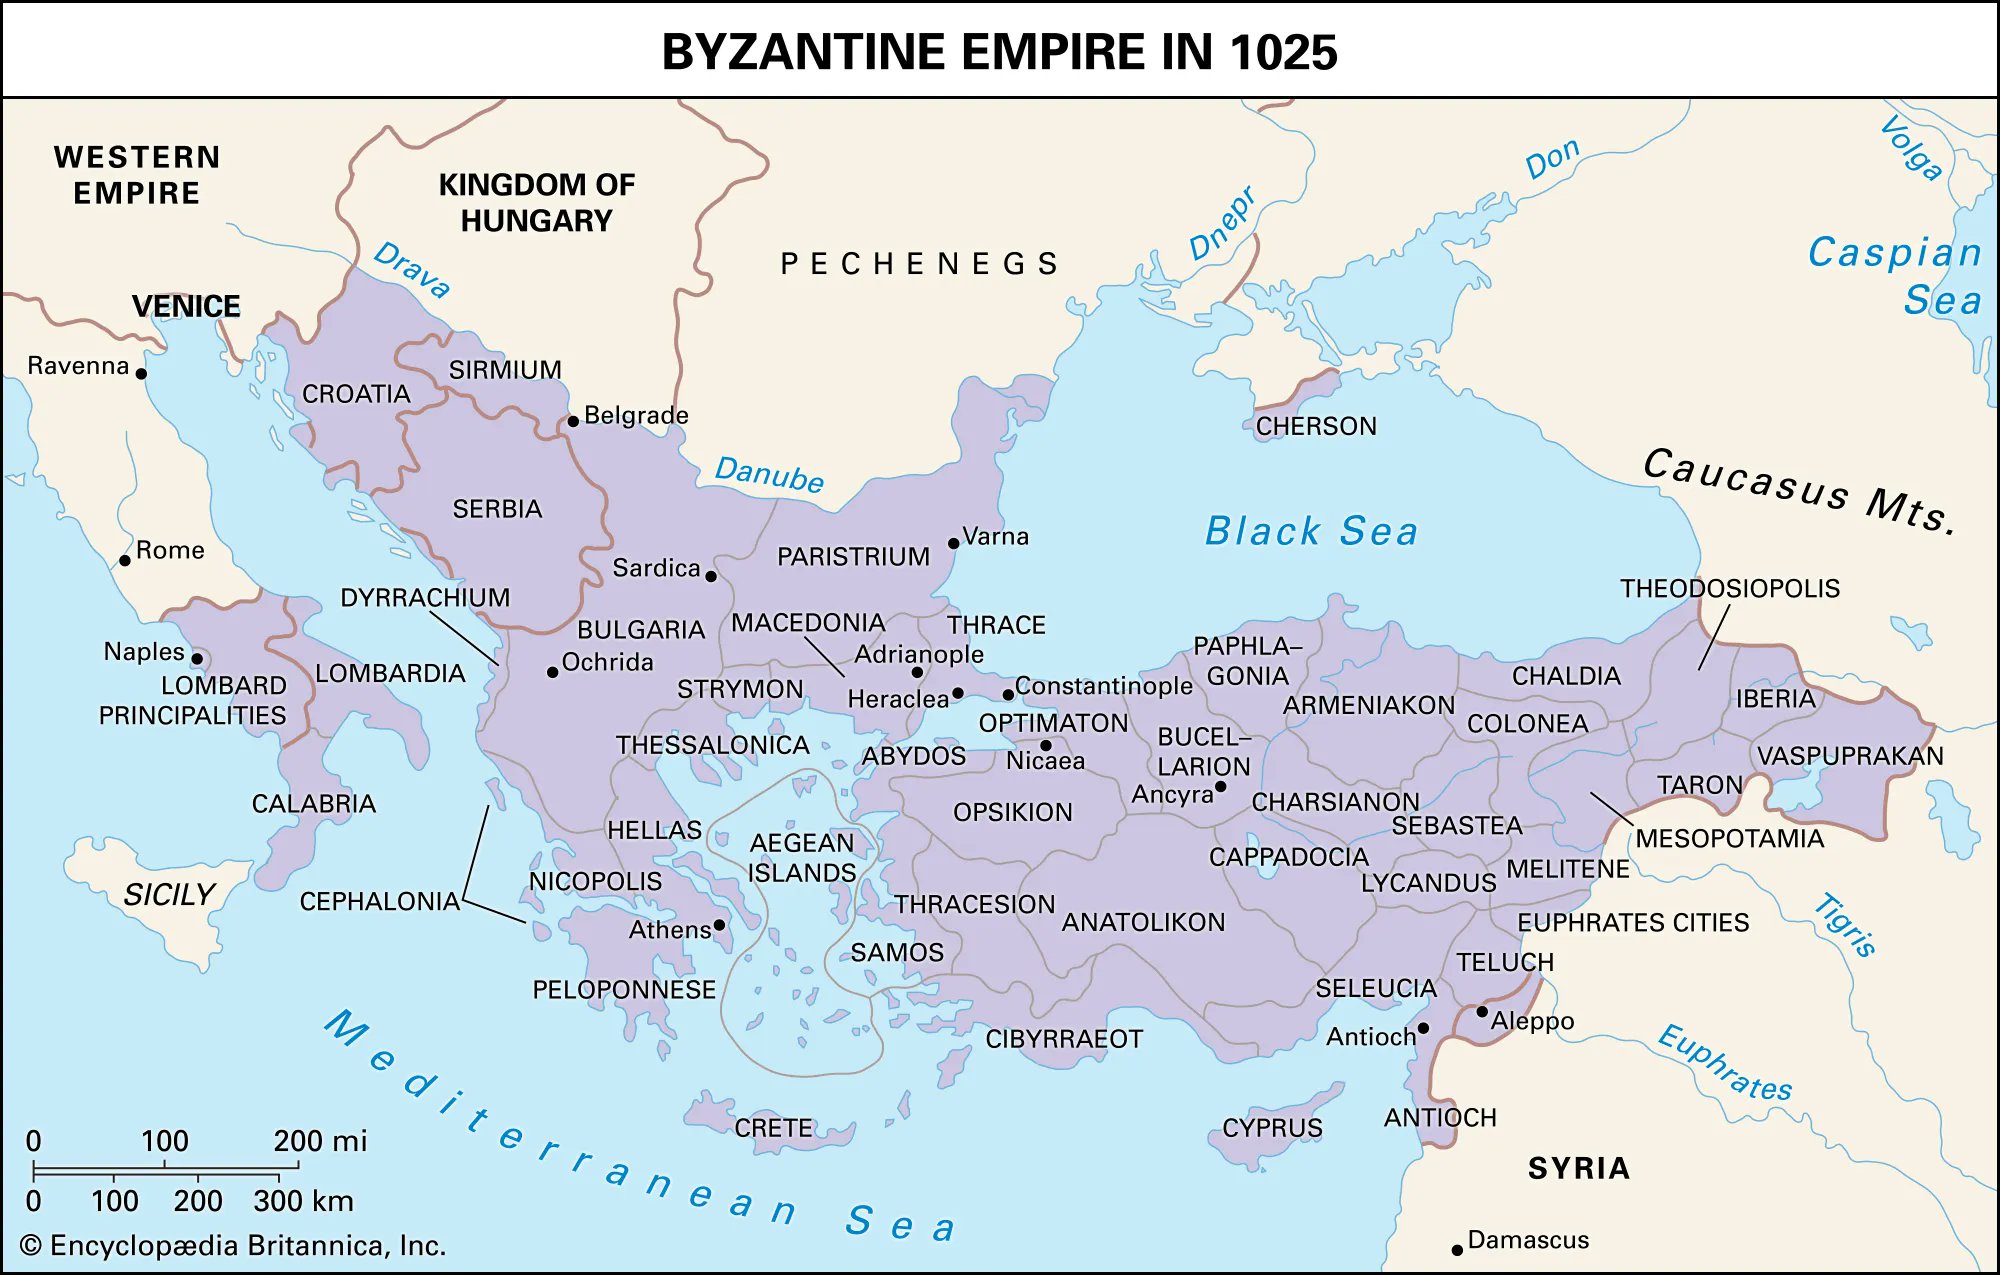 BYZANTINE EMPIRE IN 1025
WESTERN
EMPIRE
KINGDOM OF
HUNGARY
PECHENEGS
Drava
Dnepr
Don
Volga
Caspian
Sea
VENICE
Ravenna
CROATIA
SIRMIUM
Belgrade
CHERSON
Danube
Caucasus Mts.
SERBIA
Black Sea
Rome
Varna
PARISTRIUM
Sardica
DYRRACHIUM
THEODOSIOPOLIS
BULGARIA
MACEDONIA
THRACE
Naples
Ochrida
Adrianople
PAPHLA–
GONIA
LOMBARD
PRINCIPALITIES
LOMBARDIA
STRYMON
Heraclea
Constantinople
ARMENIAKON
CHALDIA
IBERIA
COLONEA
OPTIMATON
THESSALONICA
ABYDOS
Nicaea
BUCEL–
LARION
Ancyra
VASPUPRAKAN
TARON
CALABRIA
OPSIKION
CHARSIANON
SEBASTEA
MESOPOTAMIA
HELLAS
AEGEAN
ISLANDS
CAPPADOCIA
LYCANDUS
MELITENE
SICILY
CEPHALONIA
NICOPOLIS
THRACESION
ANATOLIKON
EUPHRATES CITIES
Tigris
Athens
SAMOS
TELUCH
PELOPONNESE
SELEUCIA
Aleppo
Antioch
CIBYRRAEOT
Euphrates
Mediterranean Sea
CRETE
CYPRUS
ANTIOCH
SYRIA
Damascus
0 100 200 mi
0 100 200 300 km
© Encyclopædia Britannica, Inc.